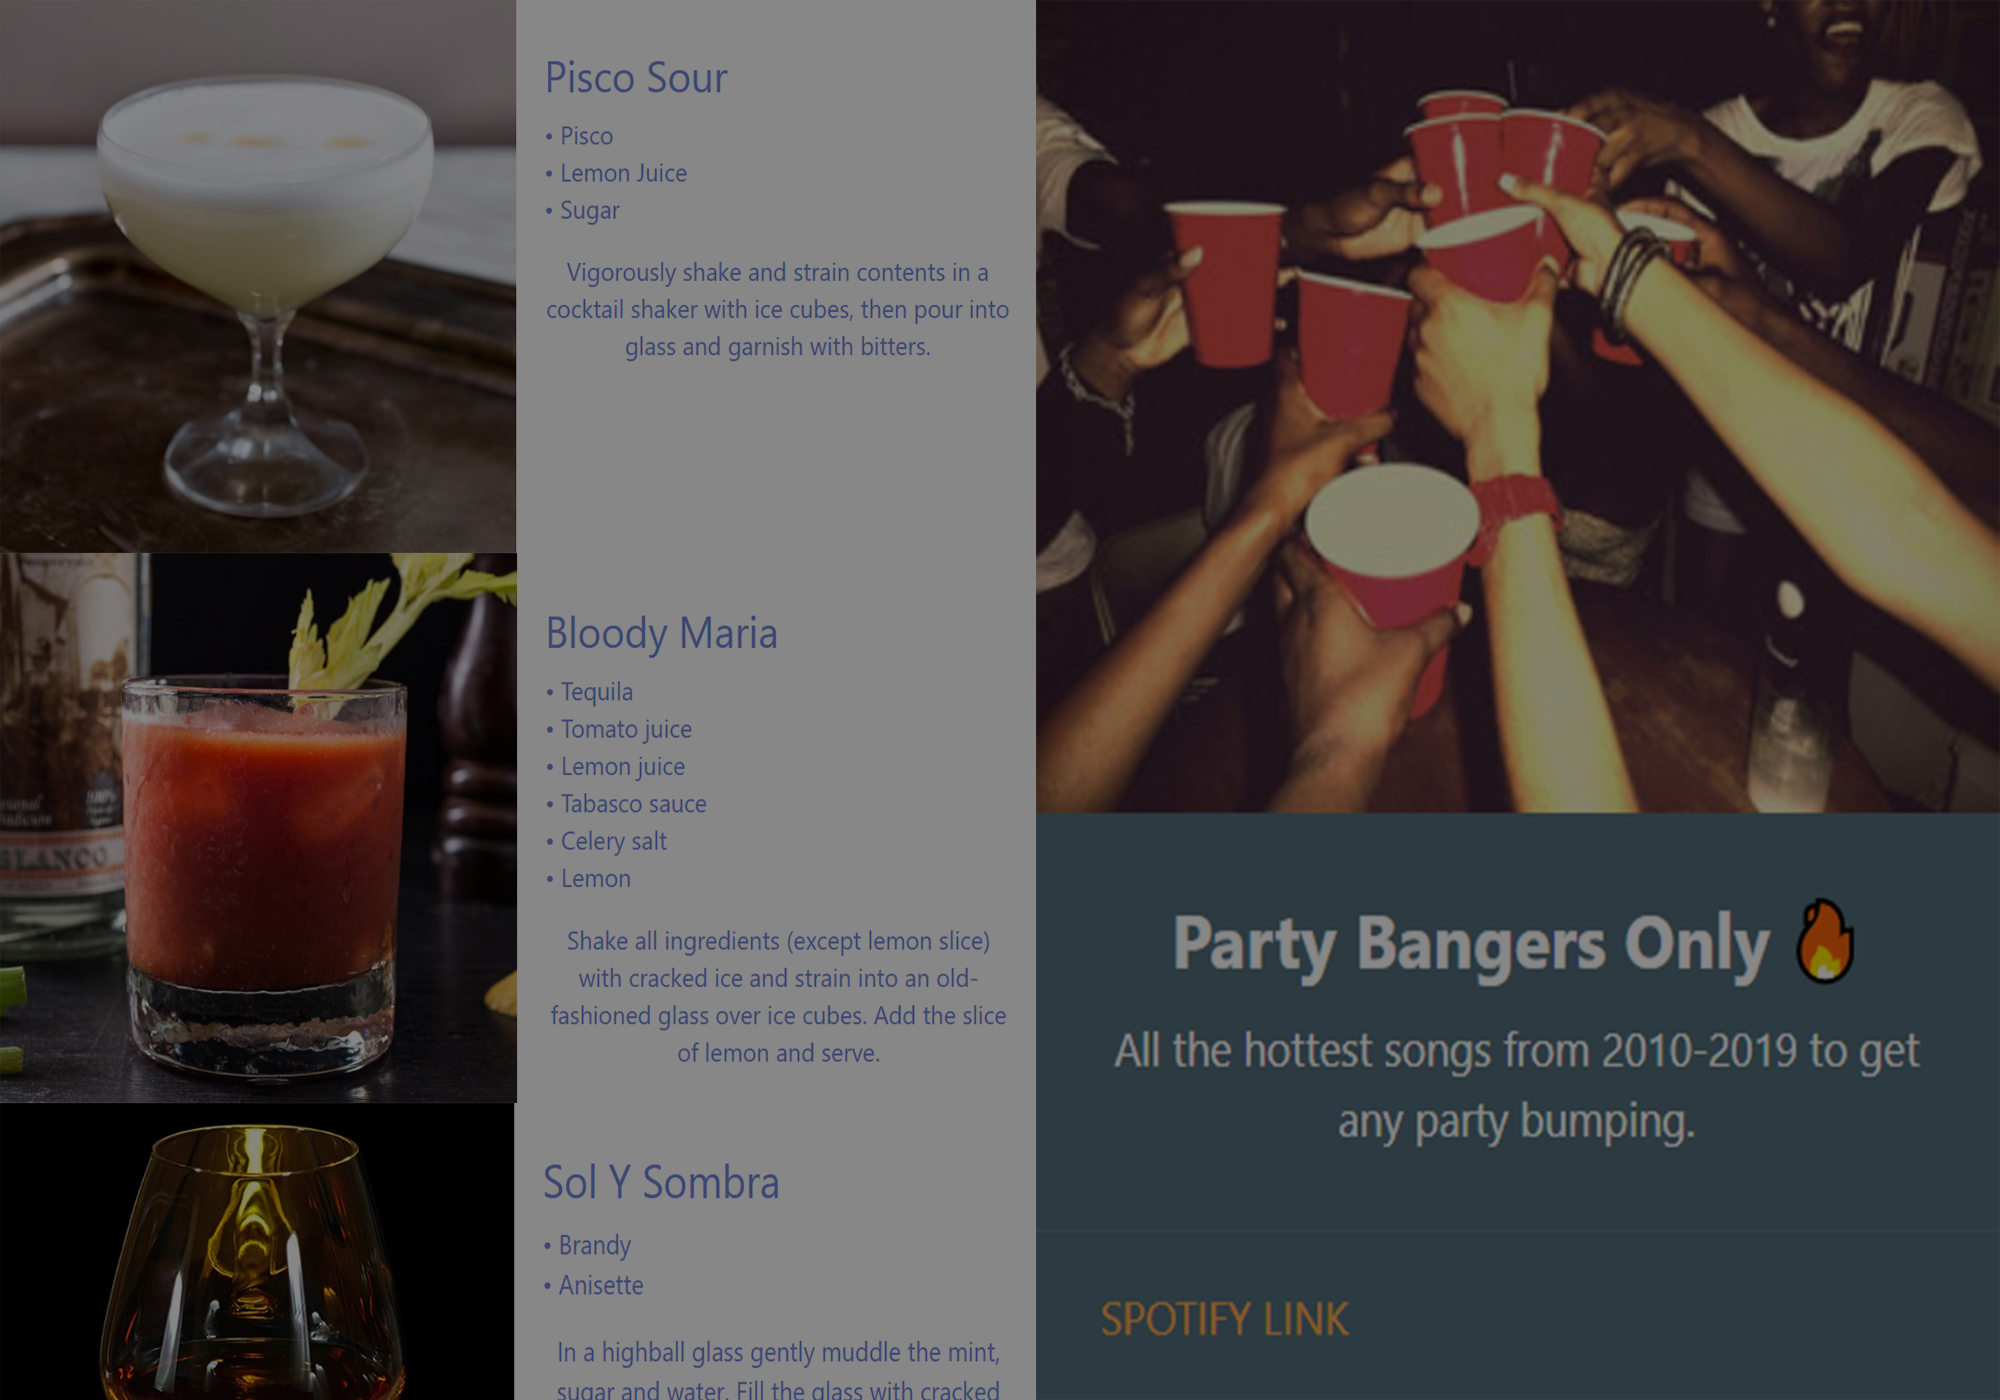 Pisco Sour
• Pisco
• Lemon Juice
• Sugar
Vigorously shake and strain contents in a
cocktail shaker with ice cubes, then pour into
glass and garnish with bitters.
Bloody Maria
• Tequila
• Tomato juice
• Lemon juice
• Tabasco sauce
• Celery salt
• Lemon
Shake all ingredients (except lemon slice)
with cracked ice and strain into an old-
fashioned glass over ice cubes. Add the slice
of lemon and serve.
BLANCO
Sol Y Sombra
• Brandy
• Anisette
In a highball glass gently muddle the mint,
sugar and water. Fill the glass with cracked
Party Bangers Only 🔥
All the hottest songs from 2010-2019 to get
any party bumping.
SPOTIFY LINK